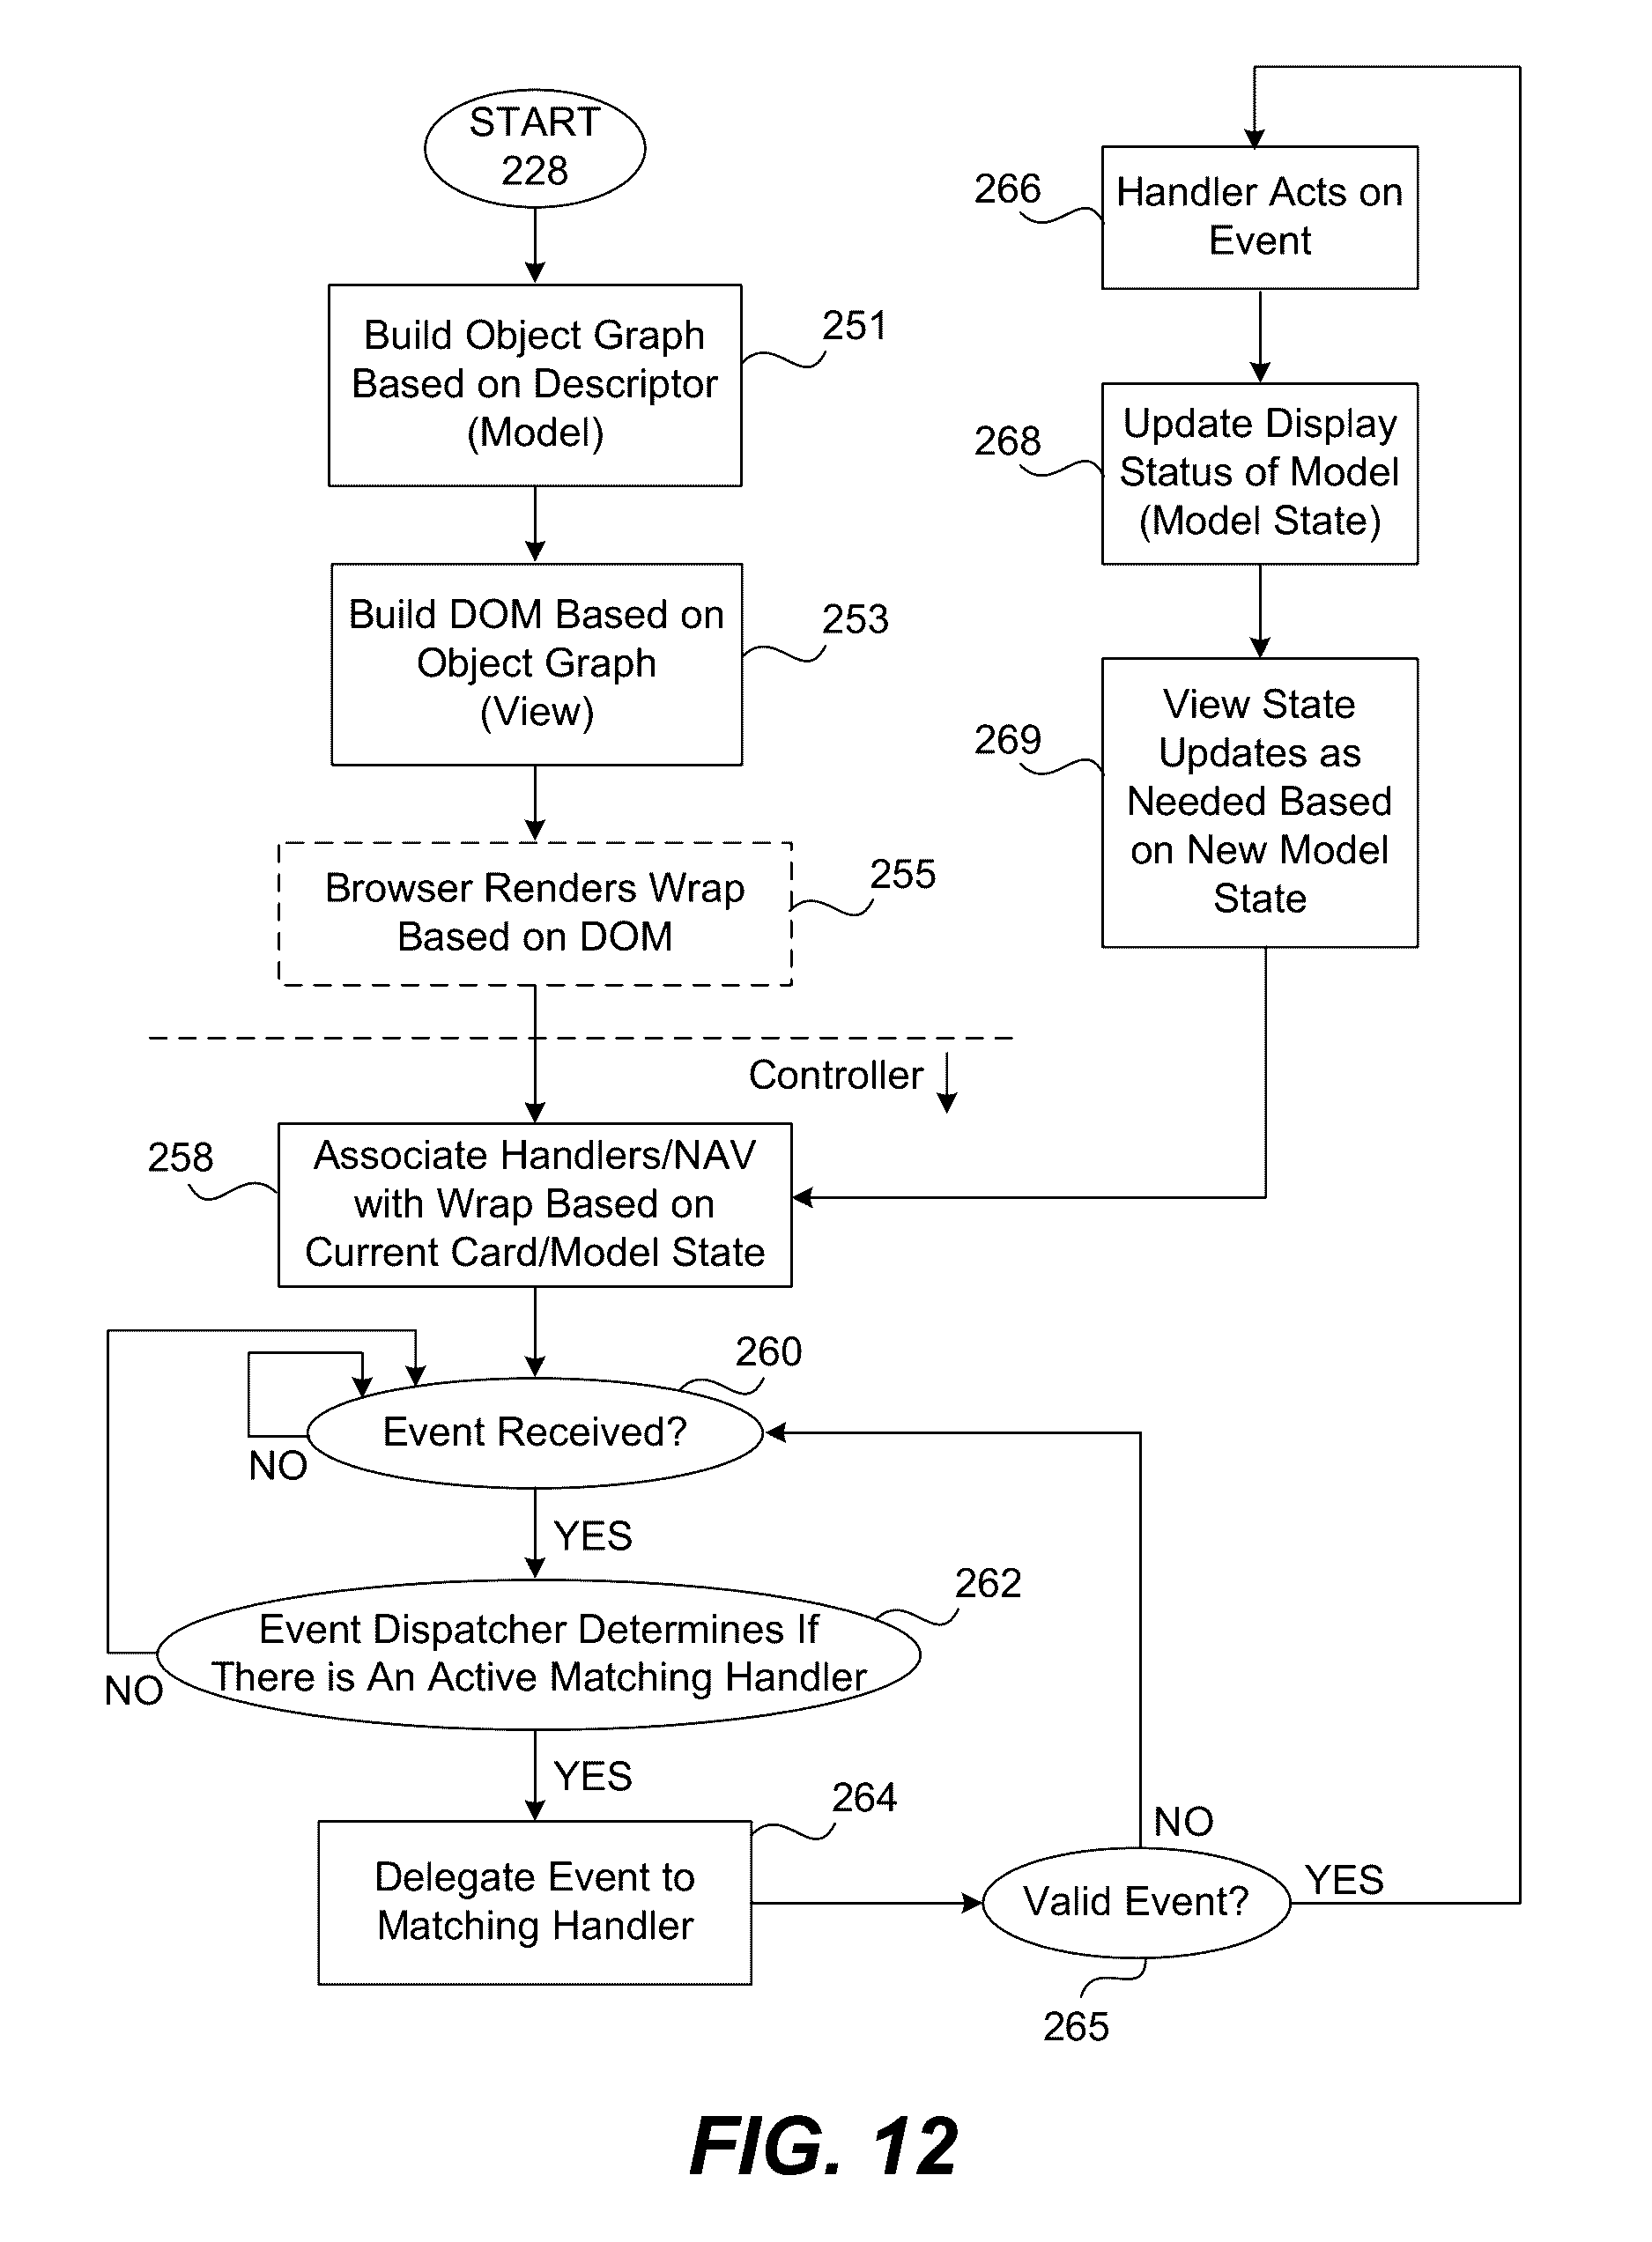 START
228
Build Object Graph
Based on Descriptor
(Model)
251
Build DOM Based on
Object Graph
(View)
253
Browser Renders Wrap
Based on DOM
255
Controller
258
Associate Handlers/NAV
with Wrap Based on
Current Card/Model State
260
Event Received?
NO
YES
262
Event Dispatcher Determines If
There is An Active Matching Handler
NO
YES
264
Delegate Event to
Matching Handler
Valid Event?
NO
YES
265
266
Handler Acts on
Event
268
Update Display
Status of Model
(Model State)
269
View State
Updates as
Needed Based
on New Model
State
FIG. 12